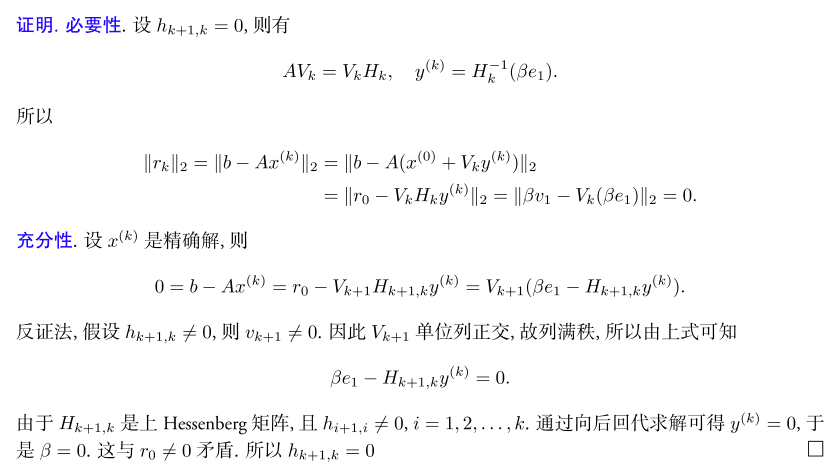 证明. 必要性. 设 $h_{k+1,k} = 0$, 则有
$AV_k = V_k H_k, \quad y^{(k)} = H_k^{-1}(\beta e_1).$
所以
$\|r_k\|_2 = \|b - Ax^{(k)}\|_2 = \|b - A(x^{(0)} + V_k y^{(k)})\|_2$
$= \|r_0 - V_k H_k y^{(k)}\|_2 = \|\beta v_1 - V_k(\beta e_1)\|_2 = 0.$
充分性. 设 $x^{(k)}$ 是精确解, 则
$0 = b - Ax^{(k)} = r_0 - V_{k+1} H_{k+1,k} y^{(k)} = V_{k+1}(\beta e_1 - H_{k+1,k} y^{(k)}).$
反证法, 假设 $h_{k+1,k} \neq 0$, 则 $v_{k+1} \neq 0$. 因此 $V_{k+1}$ 单位列正交, 故列满秩, 所以由上式可知
$\beta e_1 - H_{k+1,k} y^{(k)} = 0.$
由于 $H_{k+1,k}$ 是上 Hessenberg 矩阵, 且 $h_{i+1,i} \neq 0, i = 1, 2, \ldots, k$. 通过向后回代求解可得 $y^{(k)} = 0$, 于
是 $\beta = 0$. 这与 $r_0 \neq 0$ 矛盾. 所以 $h_{k+1,k} = 0$ □